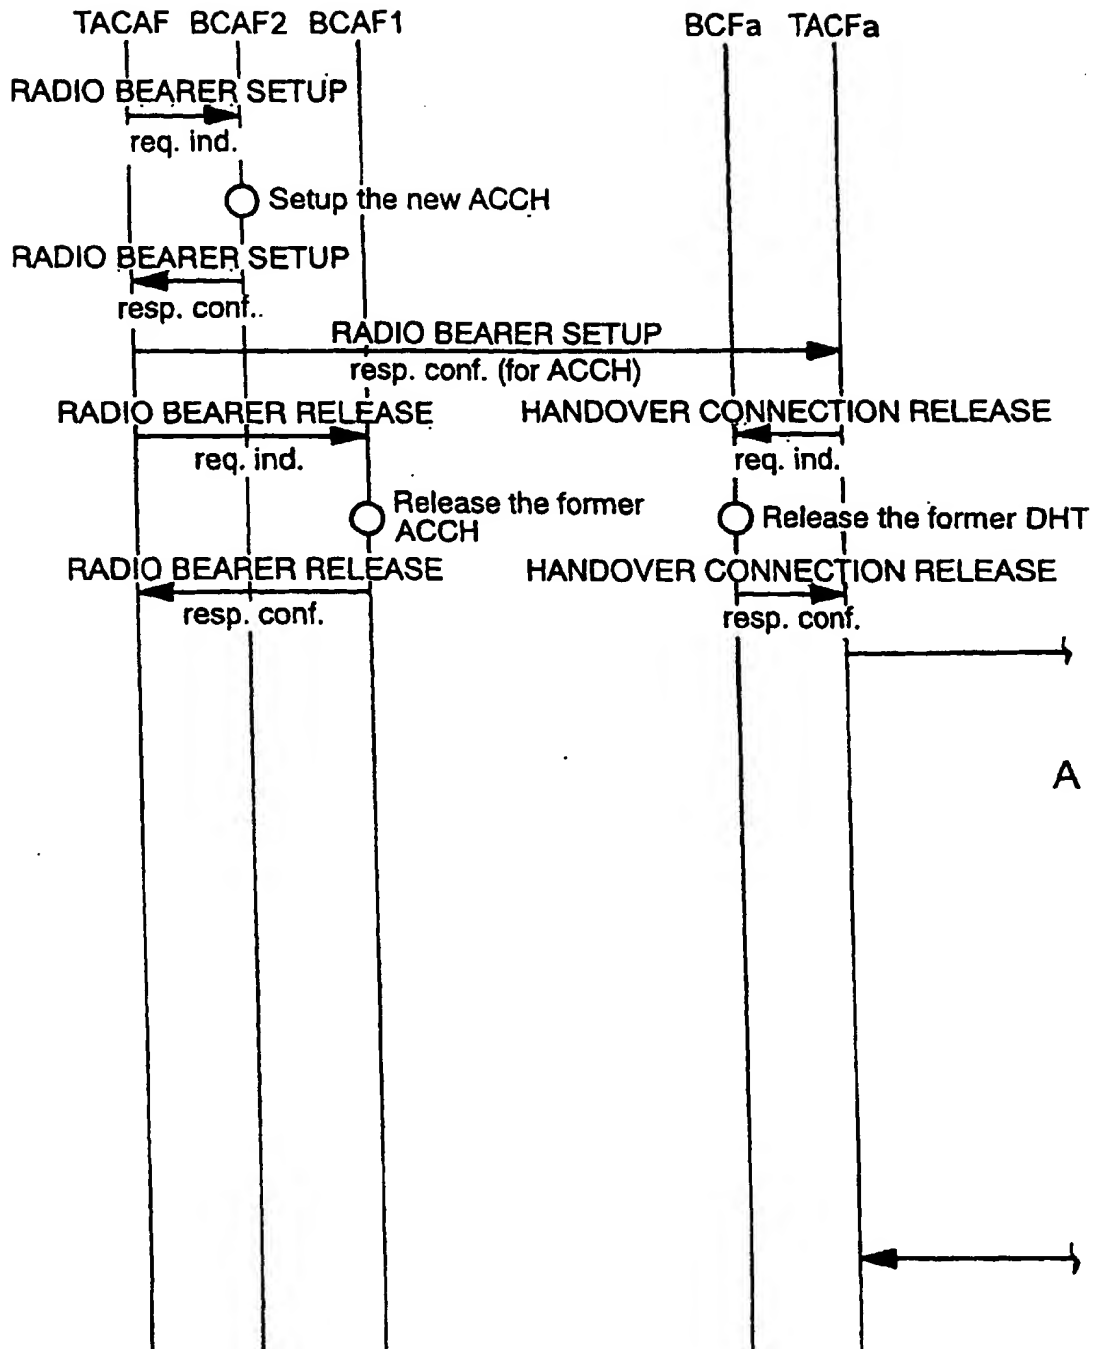 TACAF BCAF2 BCAF1 BCFa TACFa
RADIO BEARER SETUP
req. ind.
Setup the new ACCH
RADIO BEARER SETUP
resp. conf..
RADIO BEARER SETUP
resp. conf. (for ACCH)
RADIO BEARER RELEASE HANDOVER CONNECTION RELEASE
req. ind. req. ind.
Release the former
ACCH
Release the former DHT
RADIO BEARER RELEASE HANDOVER CONNECTION RELEASE
resp. conf. resp. conf.
A